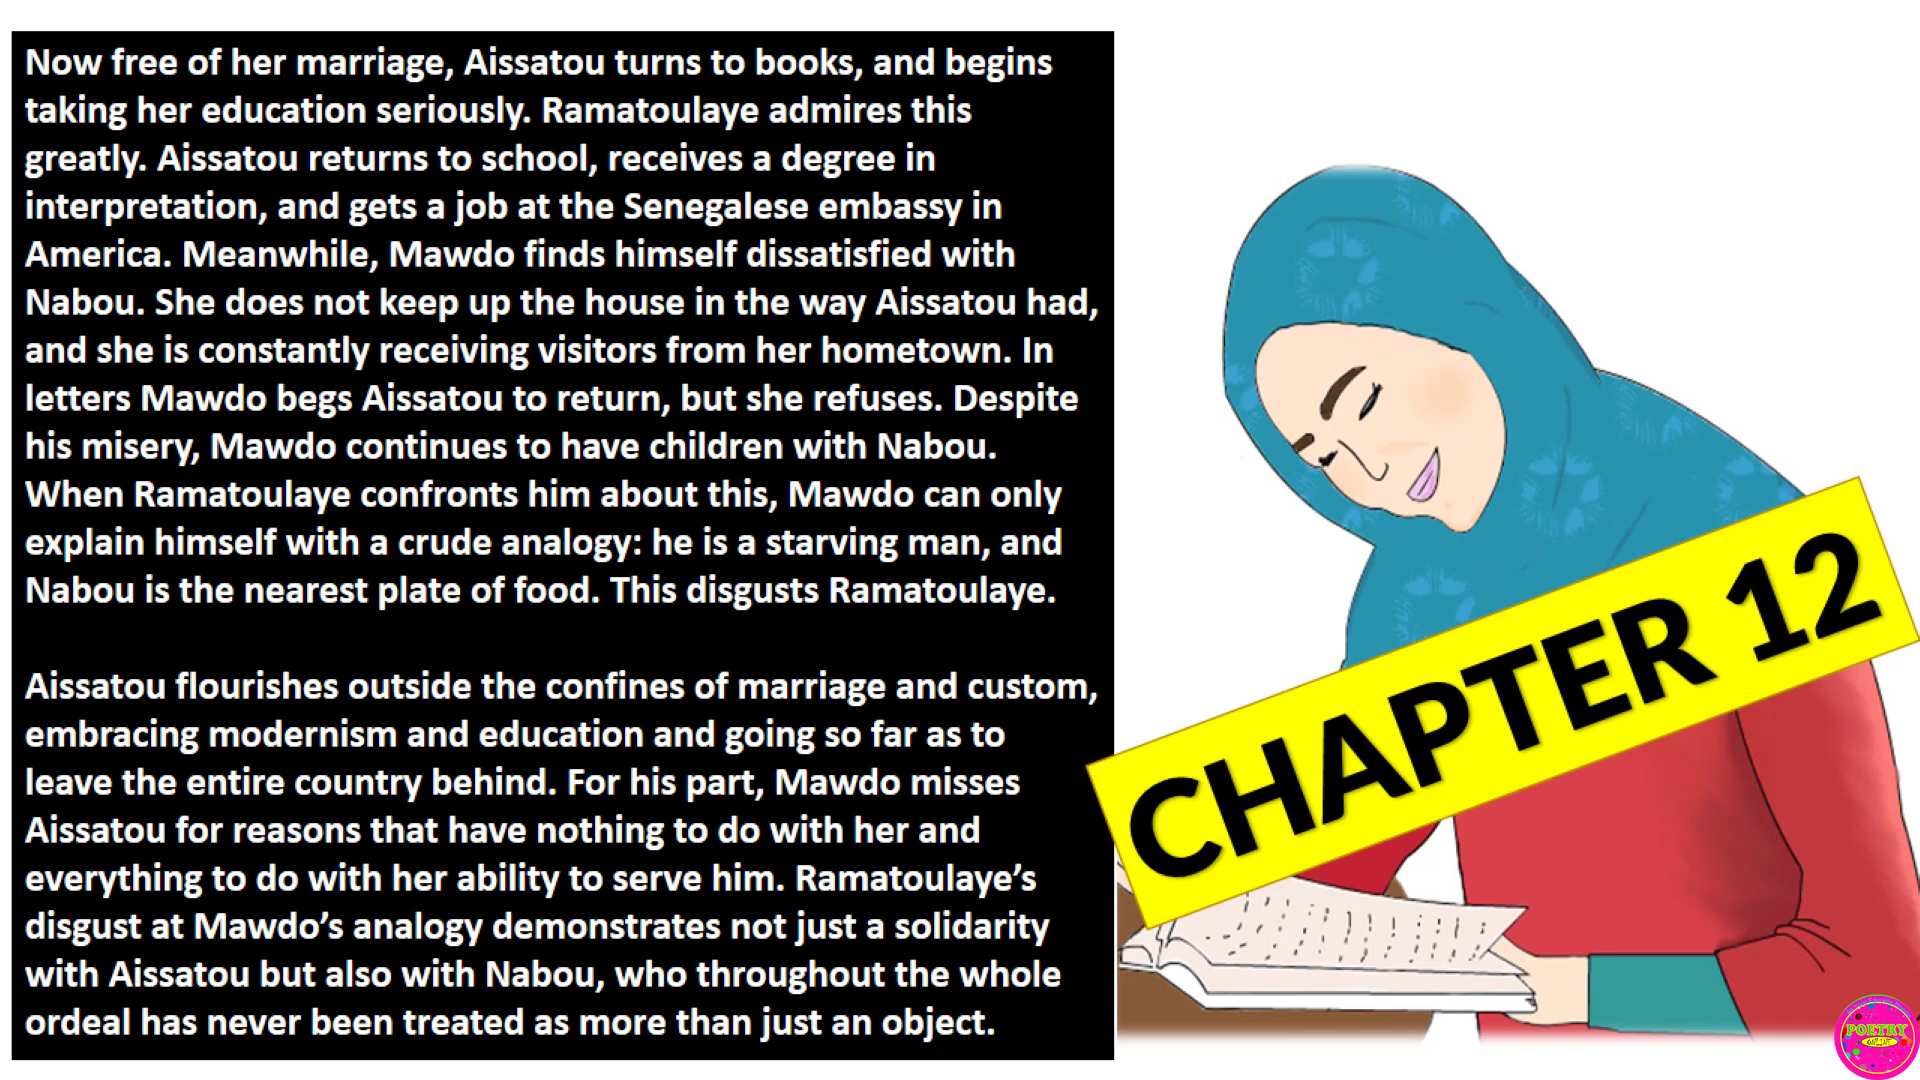 Now free of her marriage, Aissatou turns to books, and begins
taking her education seriously. Ramatoulaye admires this
greatly. Aissatou returns to school, receives a degree in
interpretation, and gets a job at the Senegalese embassy in
America. Meanwhile, Mawdo finds himself dissatisfied with
Nabou. She does not keep up the house in the way Aissatou had,
and she is constantly receiving visitors from her hometown. In
letters Mawdo begs Aissatou to return, but she refuses. Despite
his misery, Mawdo continues to have children with Nabou.
When Ramatoulaye confronts him about this, Mawdo can only
explain himself with a crude analogy: he is a starving man, and
Nabou is the nearest plate of food. This disgusts Ramatoulaye.
Aissatou flourishes outside the confines of marriage and custom,
embracing modernism and education and going so far as to
leave the entire country behind. For his part, Mawdo misses
Aissatou for reasons that have nothing to do with her and
everything to do with her ability to serve him. Ramatoulaye’s
disgust at Mawdo’s analogy demonstrates not just a solidarity
with Aissatou but also with Nabou, who throughout the whole
ordeal has never been treated as more than just an object.
CHAPTER 12
POETRY
ONLINE